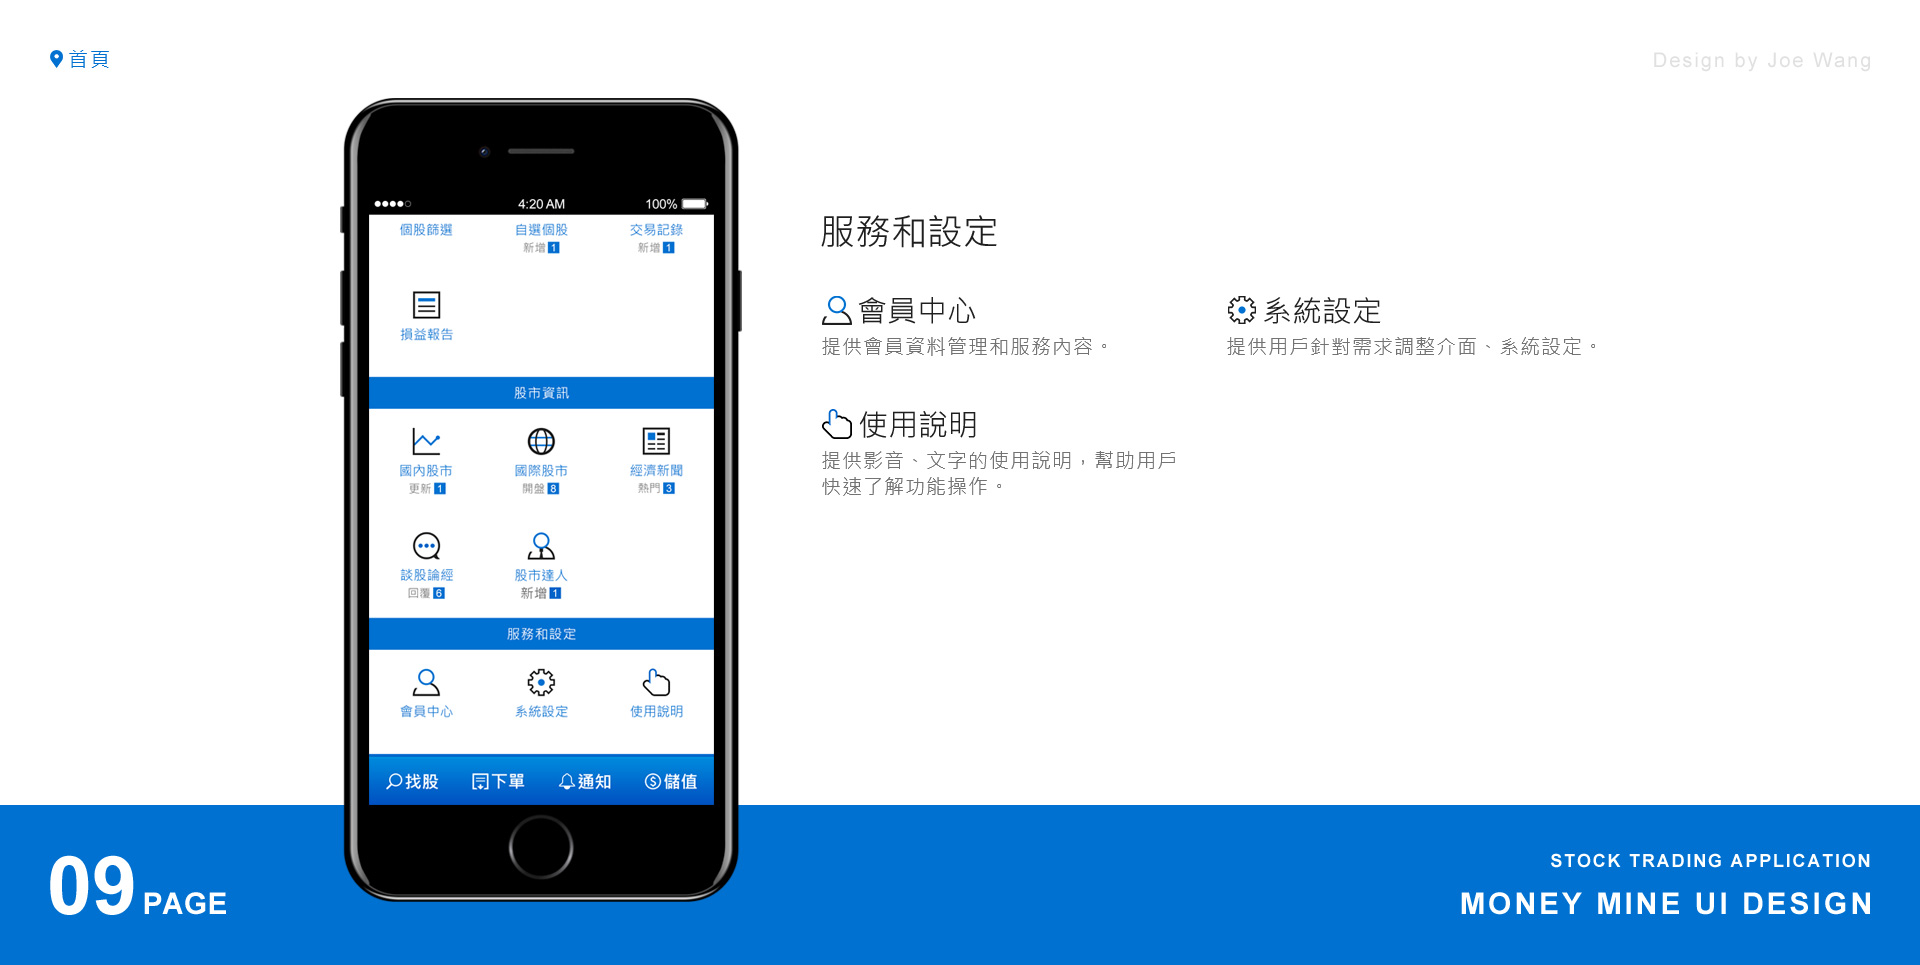 首頁
Design by Joe Wang
4:20 AM
100%
個股篩選 自選個股 交易記錄
新增 1 新增 1
損益報告
股市資訊
國內股市 國際股市 經濟新聞
更新 1 開盤 8 熱門 3
談股論經 股市達人
回覆 6 新增 1
服務和設定
會員中心 系統設定 使用說明
找股 下單 通知 儲值
服務和設定
會員中心
提供會員資料管理和服務內容。
系統設定
提供用戶針對需求調整介面、系統設定。
使用說明
提供影音、文字的使用說明，幫助用戶
快速了解功能操作。
09 PAGE
STOCK TRADING APPLICATION
MONEY MINE UI DESIGN